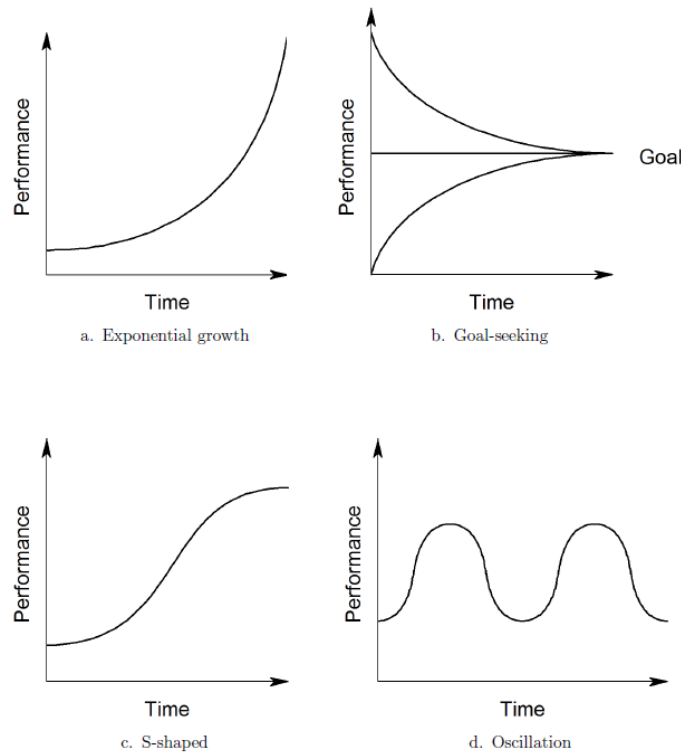 Performance
Time
a. Exponential growth
Performance
Goal
Time
b. Goal-seeking
Performance
Time
c. S-shaped
Performance
Time
d. Oscillation